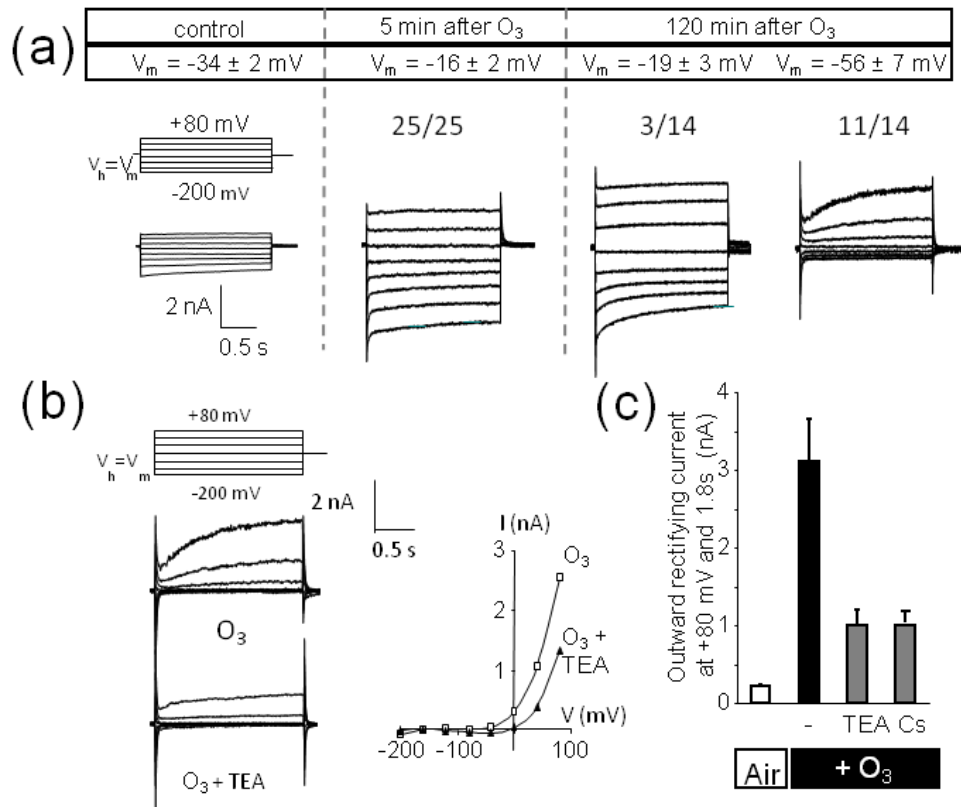 (a)
control
5 min after O3
120 min after O3
Vm = -34 ± 2 mV
Vm = -16 ± 2 mV
Vm = -19 ± 3 mV
Vm = -56 ± 7 mV
+80 mV
Vh=Vm
-200 mV
25/25
3/14
11/14
2 nA
0.5 s
(b)
+80 mV
Vh=Vm
-200 mV
2 nA
0.5 s
O3
O3 + TEA
I (nA)
3
2
1
O3
O3 +
TEA
V (mV)
-200
-100
100
(c)
Outward rectifying current
at +80 mV and 1.8s (nA)
4
3
2
1
0
-
TEA
Cs
Air
+ O3